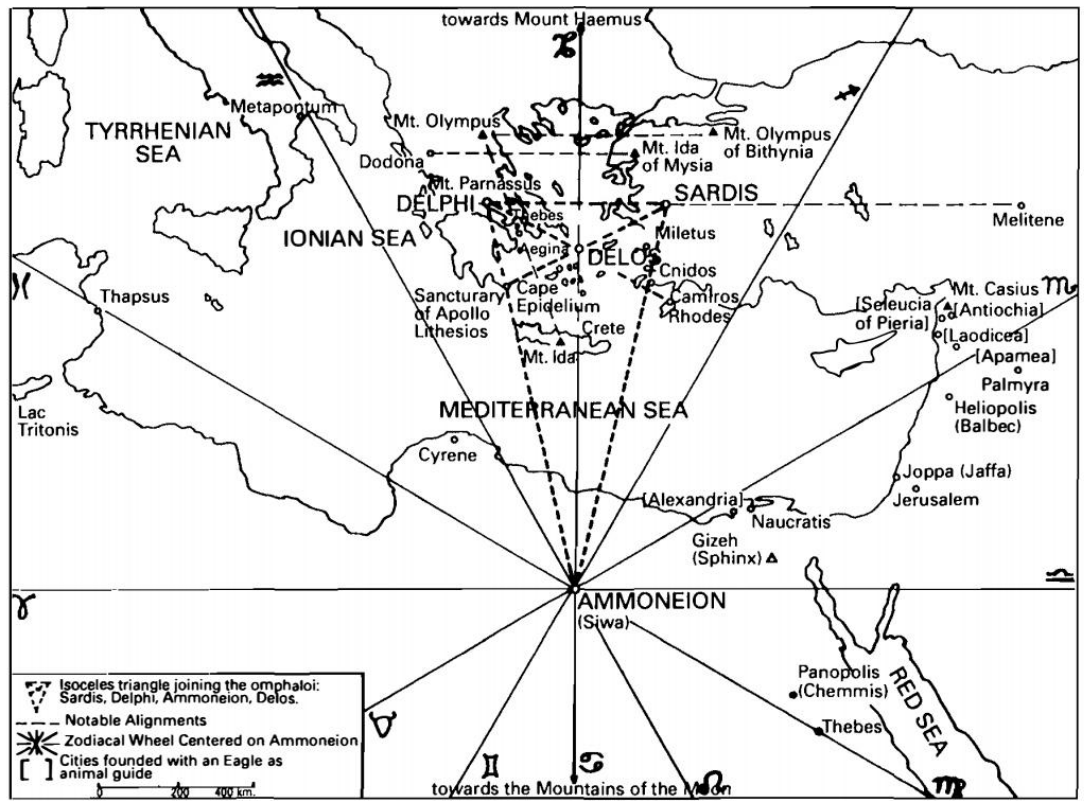 towards Mount Haemus
♑
♒
♐
Metapontum
TYRRHENIAN
SEA
Mt. Olympus
Mt. Olympus
of Bithynia
Dodona
Mt. Ida
of Mysia
Mt. Parnassus
DELPHI
SARDIS
Thebes
Melitene
IONIAN SEA
Miletus
Aegina
DELOS
Cnidos
♓
Thapsus
Sancturary
of Apollo
Lithesios
Cape
Epidelium
Camiros
Rhodes
Mt. Casius
♏
[Seleucia
of Pieria]
[Antiochia]
Crete
[Laodicea]
Mt. Ida
[Apamea]
Palmyra
Lac
Tritonis
MEDITERRANEAN SEA
Heliopolis
(Balbec)
Cyrene
Joppa (Jaffa)
Jerusalem
[Alexandria]
Naucratis
Gizeh
(Sphinx)
♎
♈
AMMONEION
(Siwa)
Panopolis
(Chemmis)
RED SEA
Thebes
♉
♊
♋
♌
♍
towards the Mountains of the Moon
Isoceles triangle joining the omphaloi:
Sardis, Delphi, Ammoneion, Delos.
Notable Alignments
Zodiacal Wheel Centered on Ammoneion
[ ] Cities founded with an Eagle as
animal guide
0 200 400 km.